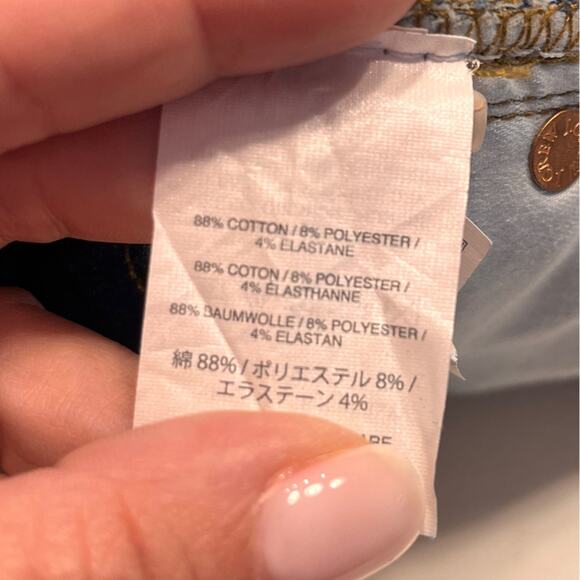 88% COTTON / 8% POLYESTER /
4% ELASTANE
88% COTON / 8% POLYESTER /
4% ÉLASTHANNE
88% BAUMWOLLE / 8% POLYESTER /
4% ELASTAN
綿 88% / ポリエステル 8% /
エラステーン 4%